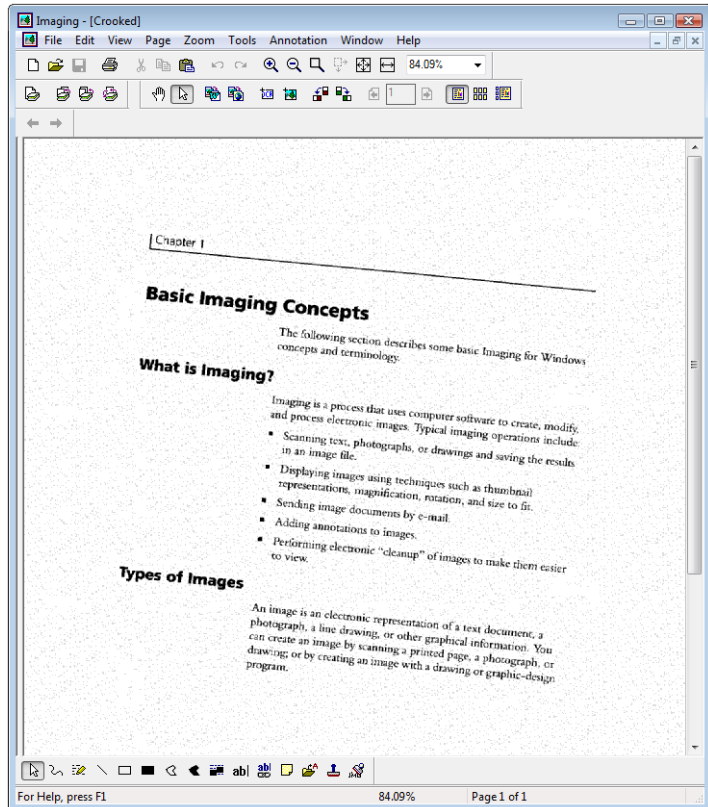 Imaging - [Crooked]
File Edit View Page Zoom Tools Annotation Window Help
84.09%
1
Chapter 1
Basic Imaging Concepts
The following section describes some basic Imaging for Windows
concepts and terminology.
What is Imaging?
Imaging is a process that uses computer software to create, modify,
and process electronic images. Typical imaging operations include:
▪ Scanning text, photographs, or drawings and saving the results
in an image file.
▪ Displaying images using techniques such as thumbnail
representations, magnification, rotation, and size to fit.
▪ Sending image documents by e-mail.
▪ Adding annotations to images.
▪ Performing electronic "cleanup" of images to make them easier
to view.
Types of Images
An image is an electronic representation of a text document, a
photograph, a line drawing, or other graphical information. You
can create an image by scanning a printed page, a photograph, or
drawing; or by creating an image with a drawing or graphic-design
program.
ab| abl
For Help, press F1 84.09% Page 1 of 1